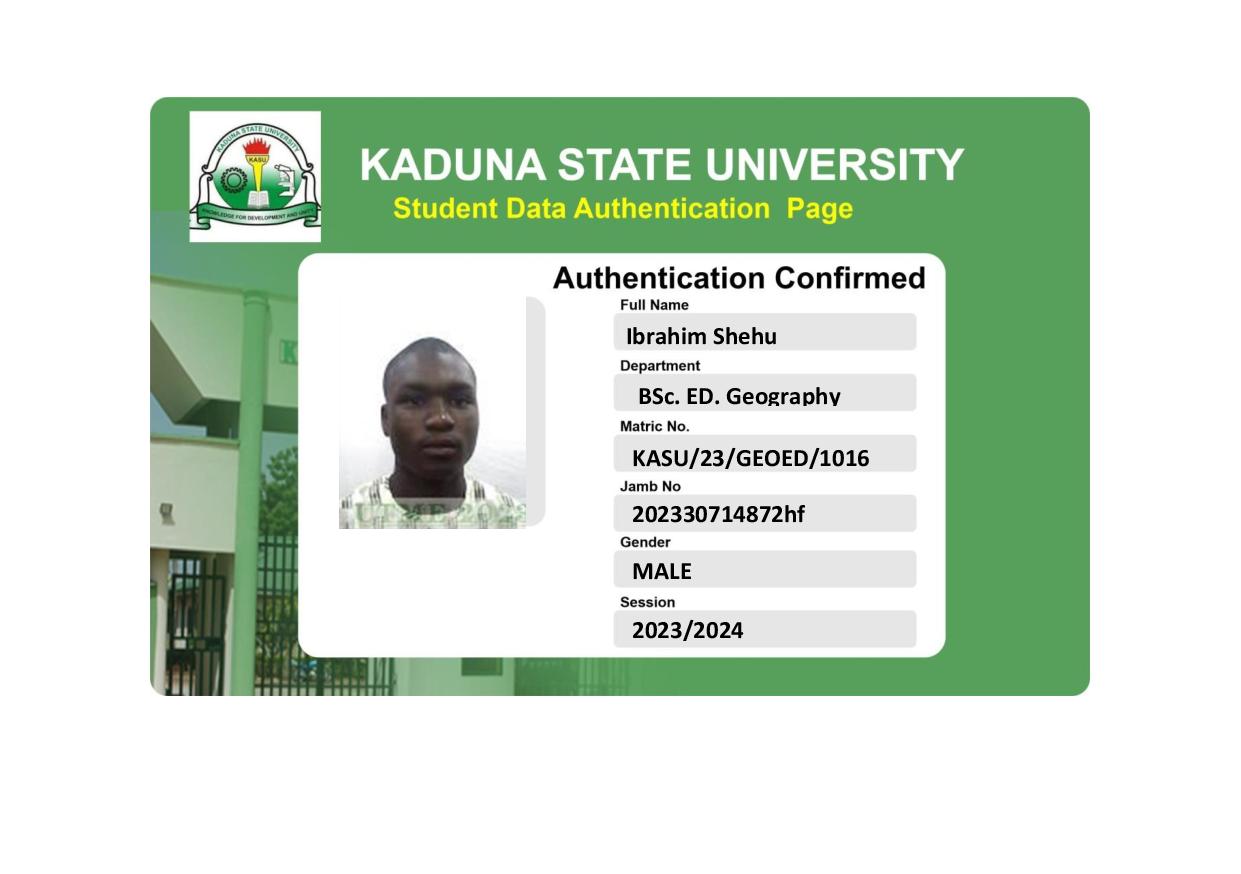 KADUNA STATE UNIVERSITY
KASU
KNOWLEDGE FOR DEVELOPMENT AND UNITY
KADUNA STATE UNIVERSITY
Student Data Authentication Page
Authentication Confirmed
Full Name
Ibrahim Shehu
Department
BSc. ED. Geography
Matric No.
KASU/23/GEOED/1016
Jamb No
202330714872hf
Gender
MALE
Session
2023/2024
UTME 2023
K